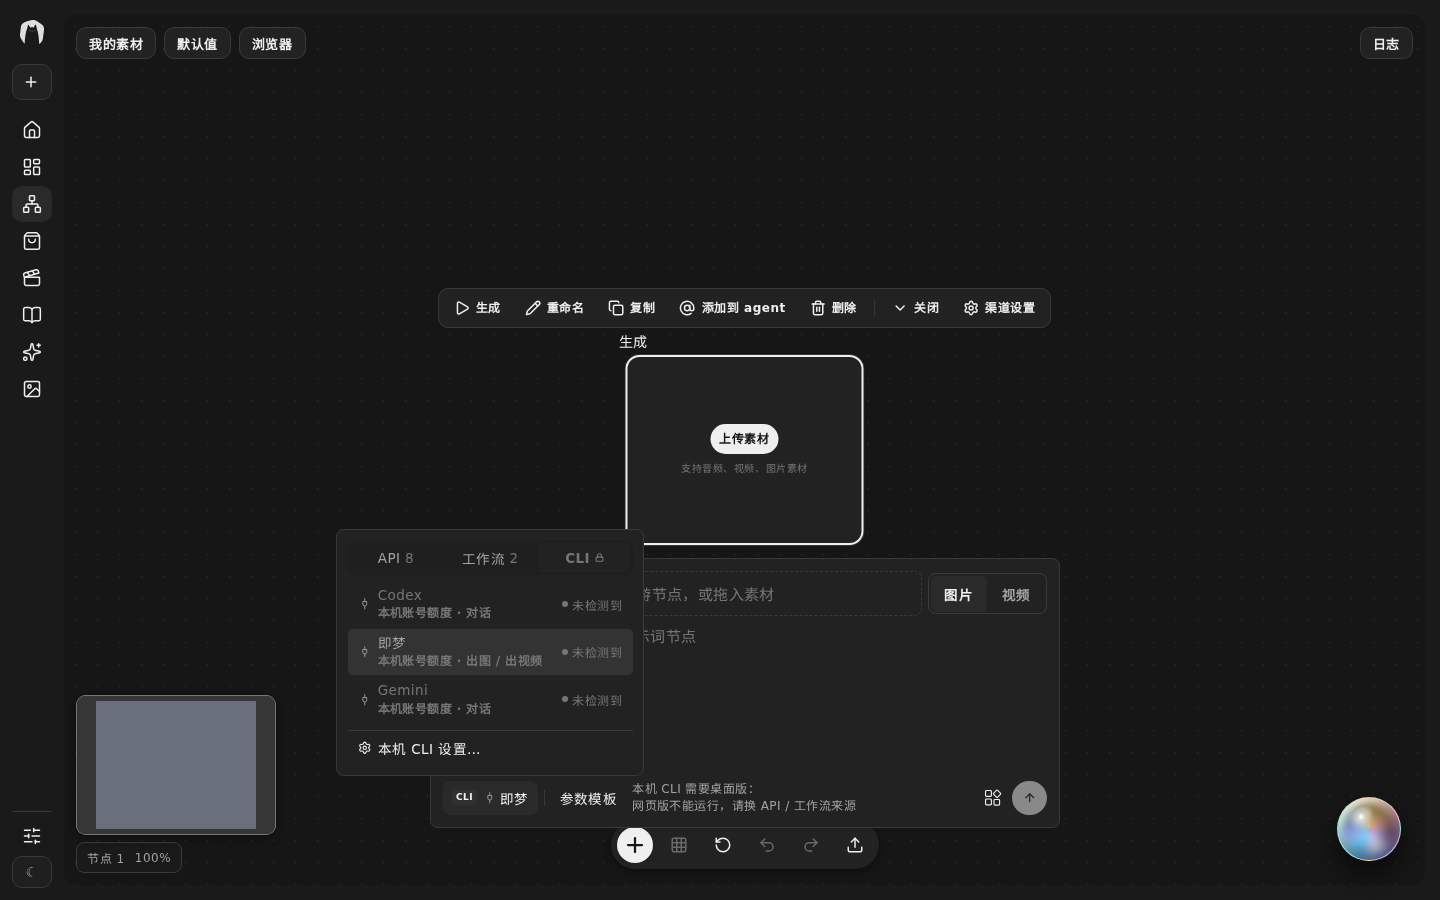 我的素材
默认值
浏览器
日志
生成
重命名
复制
添加到 agent
删除
关闭
渠道设置
生成
上传素材
支持音频、视频、图片素材
API 8
工作流 2
CLI
Codex
本机账号额度 · 对话
未检测到
即梦
本机账号额度 · 出图 / 出视频
未检测到
Gemini
本机账号额度 · 对话
未检测到
本机 CLI 设置...
节点，或拖入素材
图片
视频
词节点
CLI
即梦
参数模板
本机 CLI 需要桌面版：
网页版不能运行，请换 API / 工作流来源
节点 1
100%